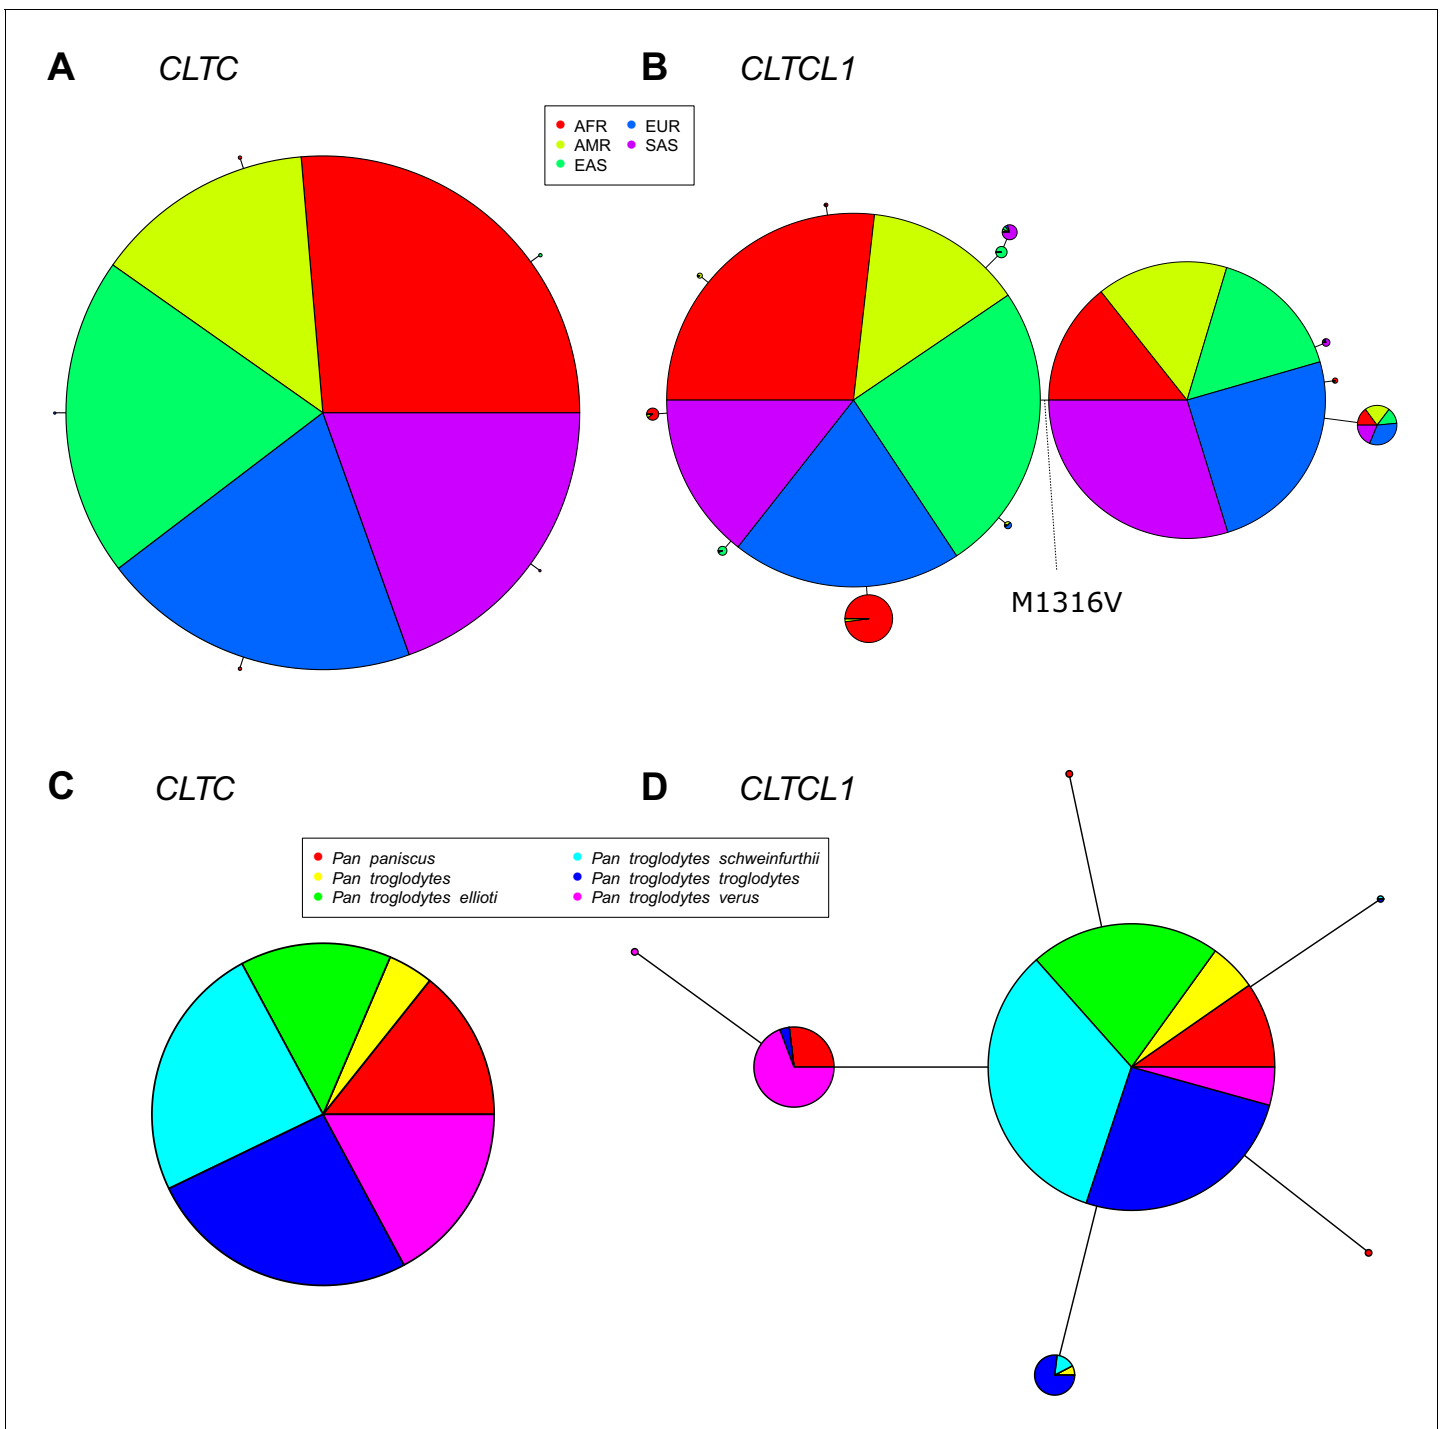 A CLTC
B CLTCL1
AFR EUR
AMR SAS
EAS
M1316V
C CLTC
D CLTCL1
Pan paniscus Pan troglodytes schweinfurthii
Pan troglodytes Pan troglodytes troglodytes
Pan troglodytes ellioti Pan troglodytes verus